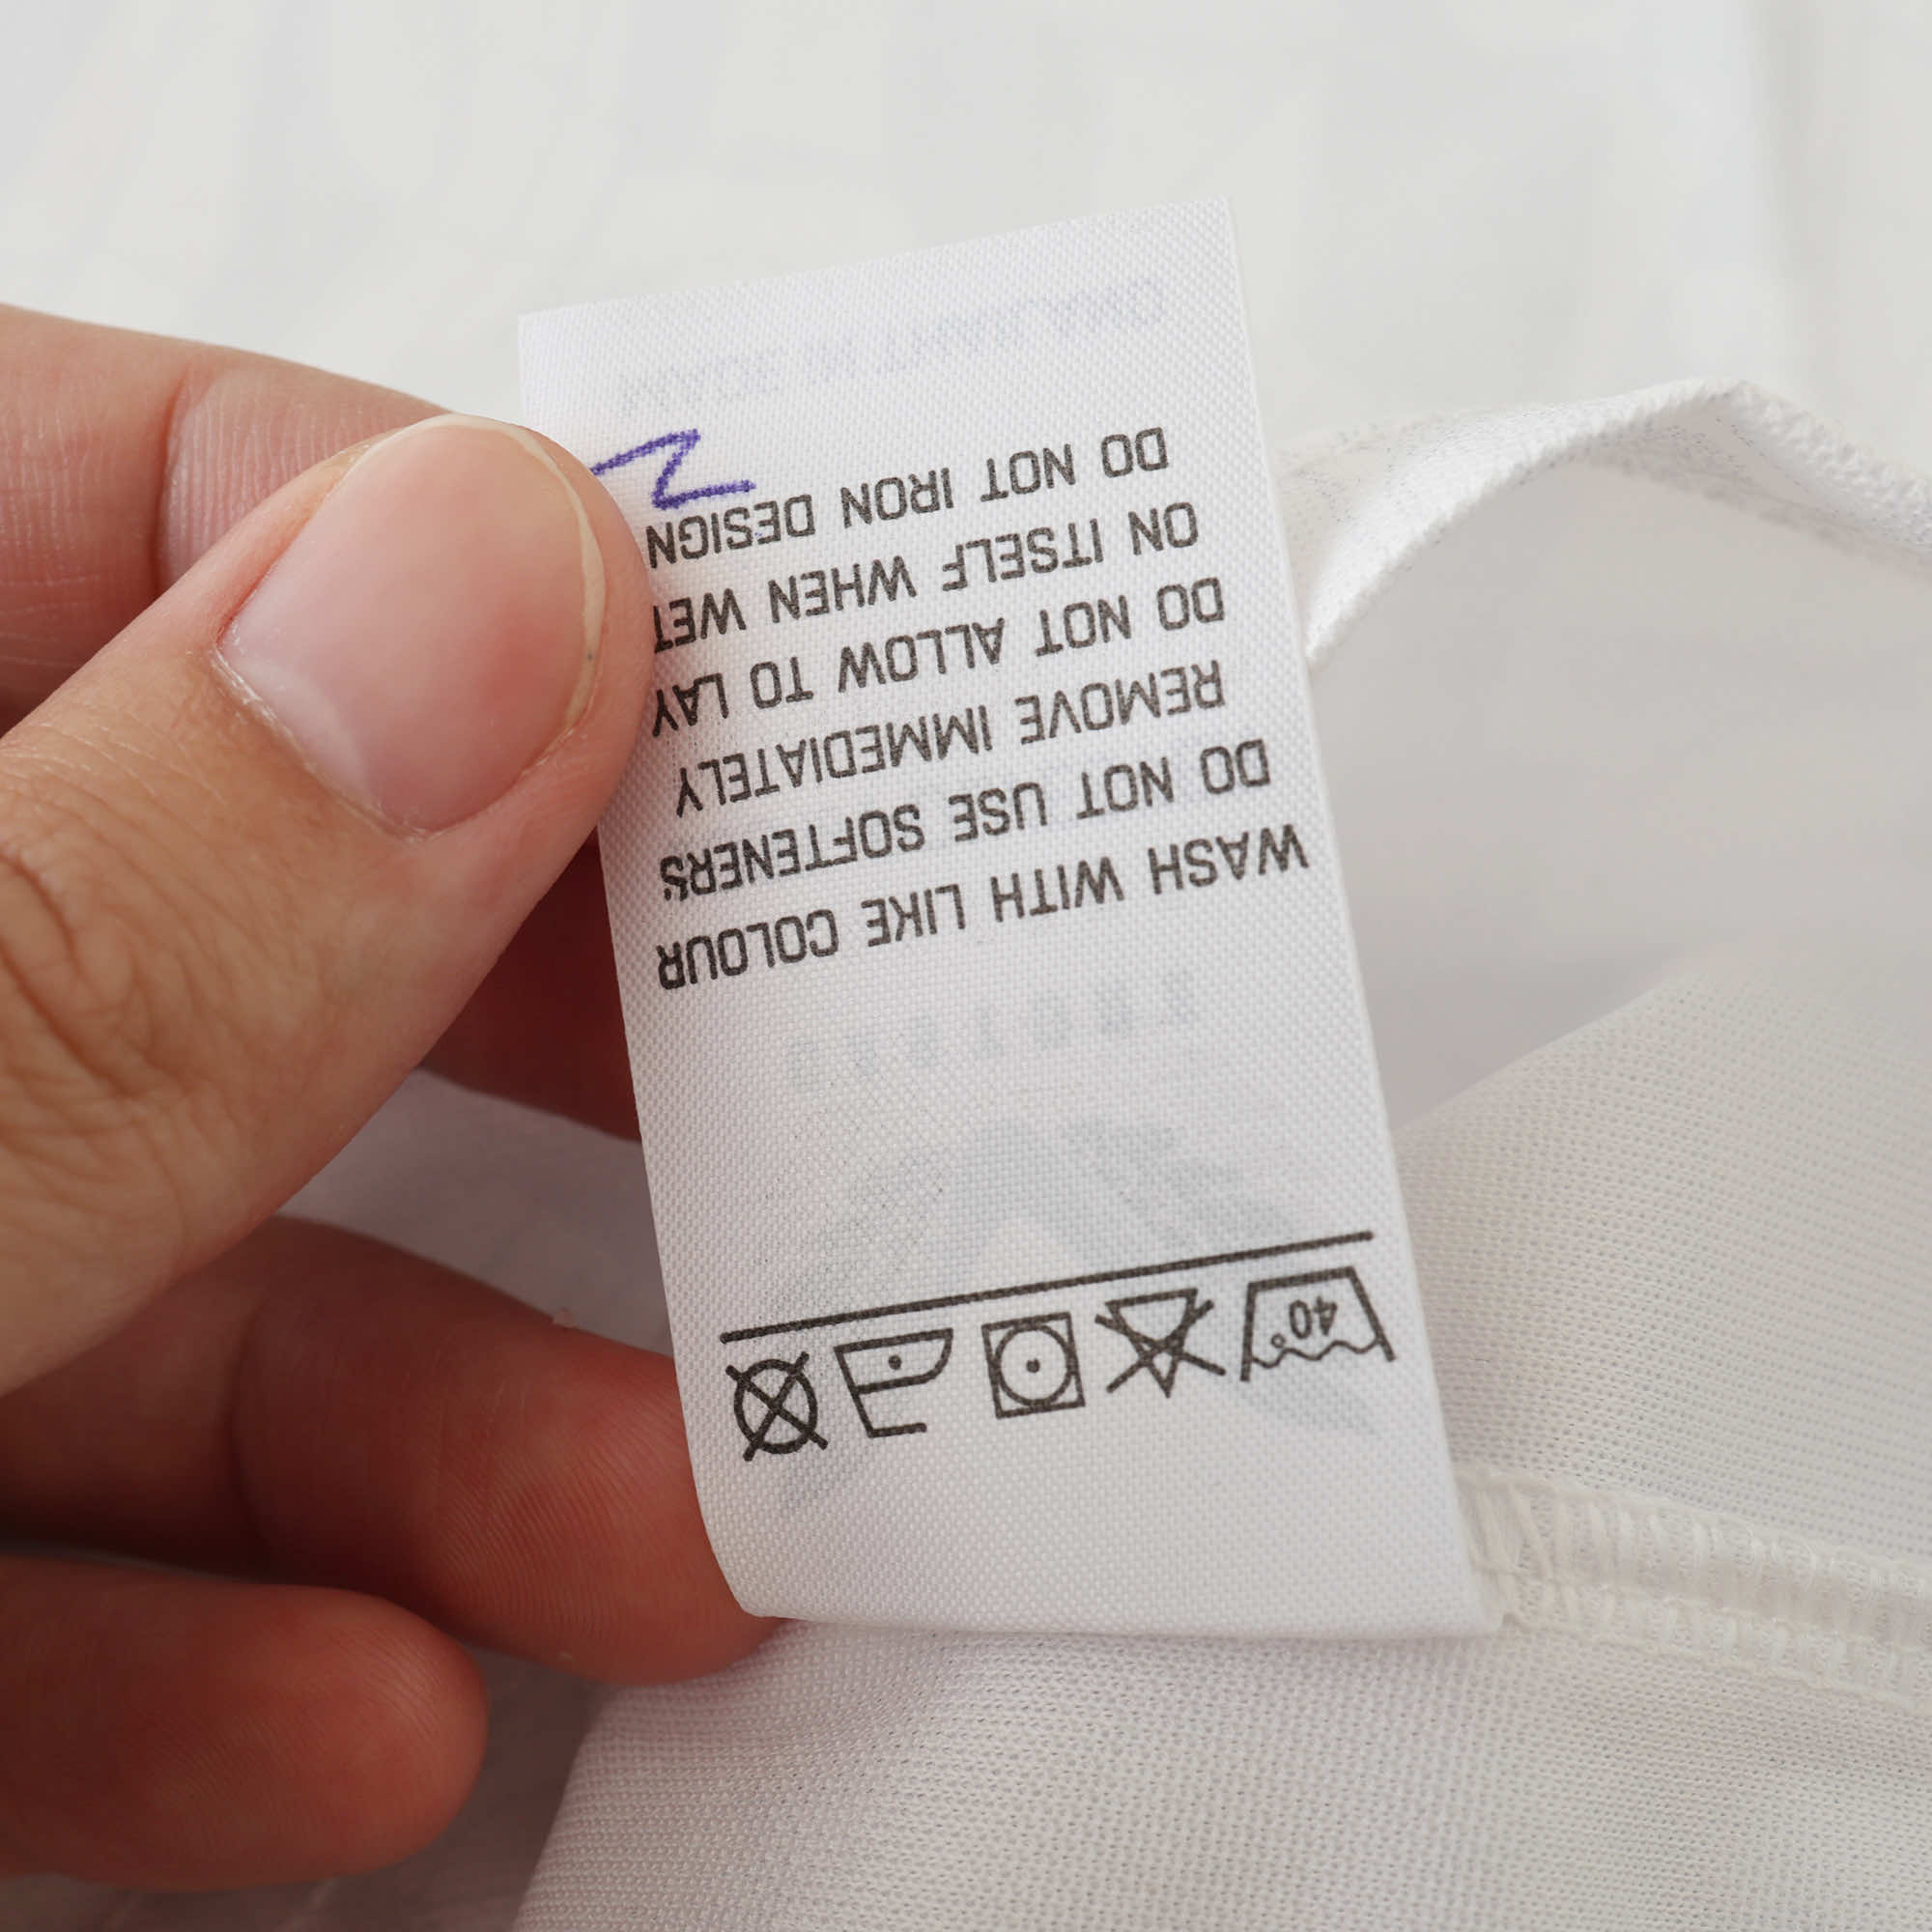 40°
WASH WITH LIKE COLOUR
DO NOT USE SOFTENERS
REMOVE IMMEDIATELY
DO NOT ALLOW TO LAY
ON ITSELF WHEN WET
DO NOT IRON DESIGN